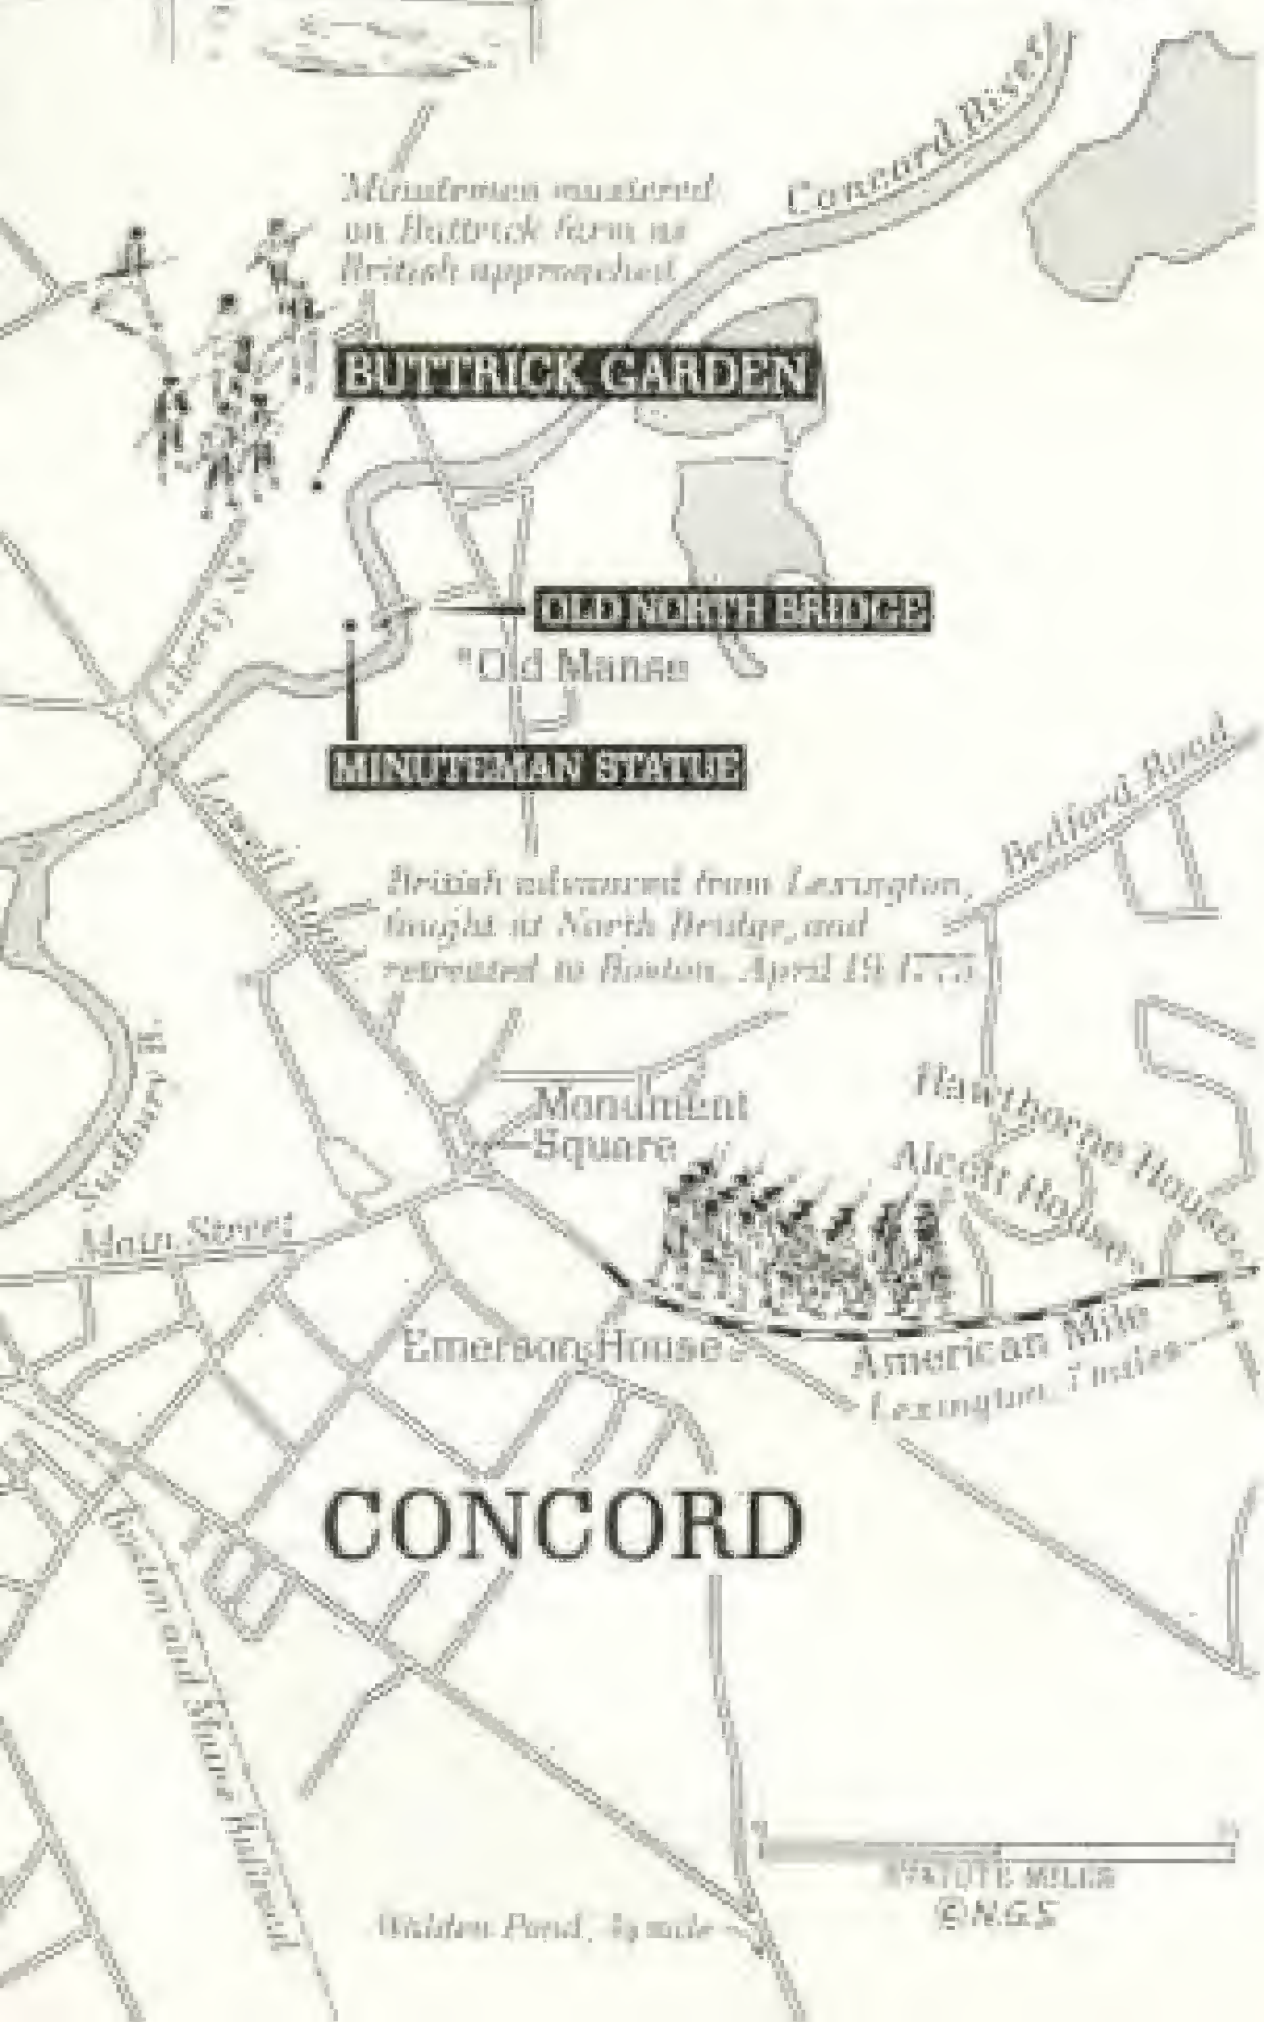 Concord River
Minutemen mustered
on Buttrick farm as
British approached
BUTTRICK GARDEN
Liberty St.
OLD NORTH BRIDGE
Old Manse
MINUTEMAN STATUE
Bedford Road
Lowell Road
British advanced from Lexington,
fought at North Bridge, and
retreated to Boston, April 19, 1775
Sudbury R.
Monument
Square
Hawthorne House
Alcott House
Main Street
Emerson House
American Mile
Lexington, 7 miles
CONCORD
Boston and Maine Railroad
STATUTE MILES
©N.G.S.
Walden Pond, mile